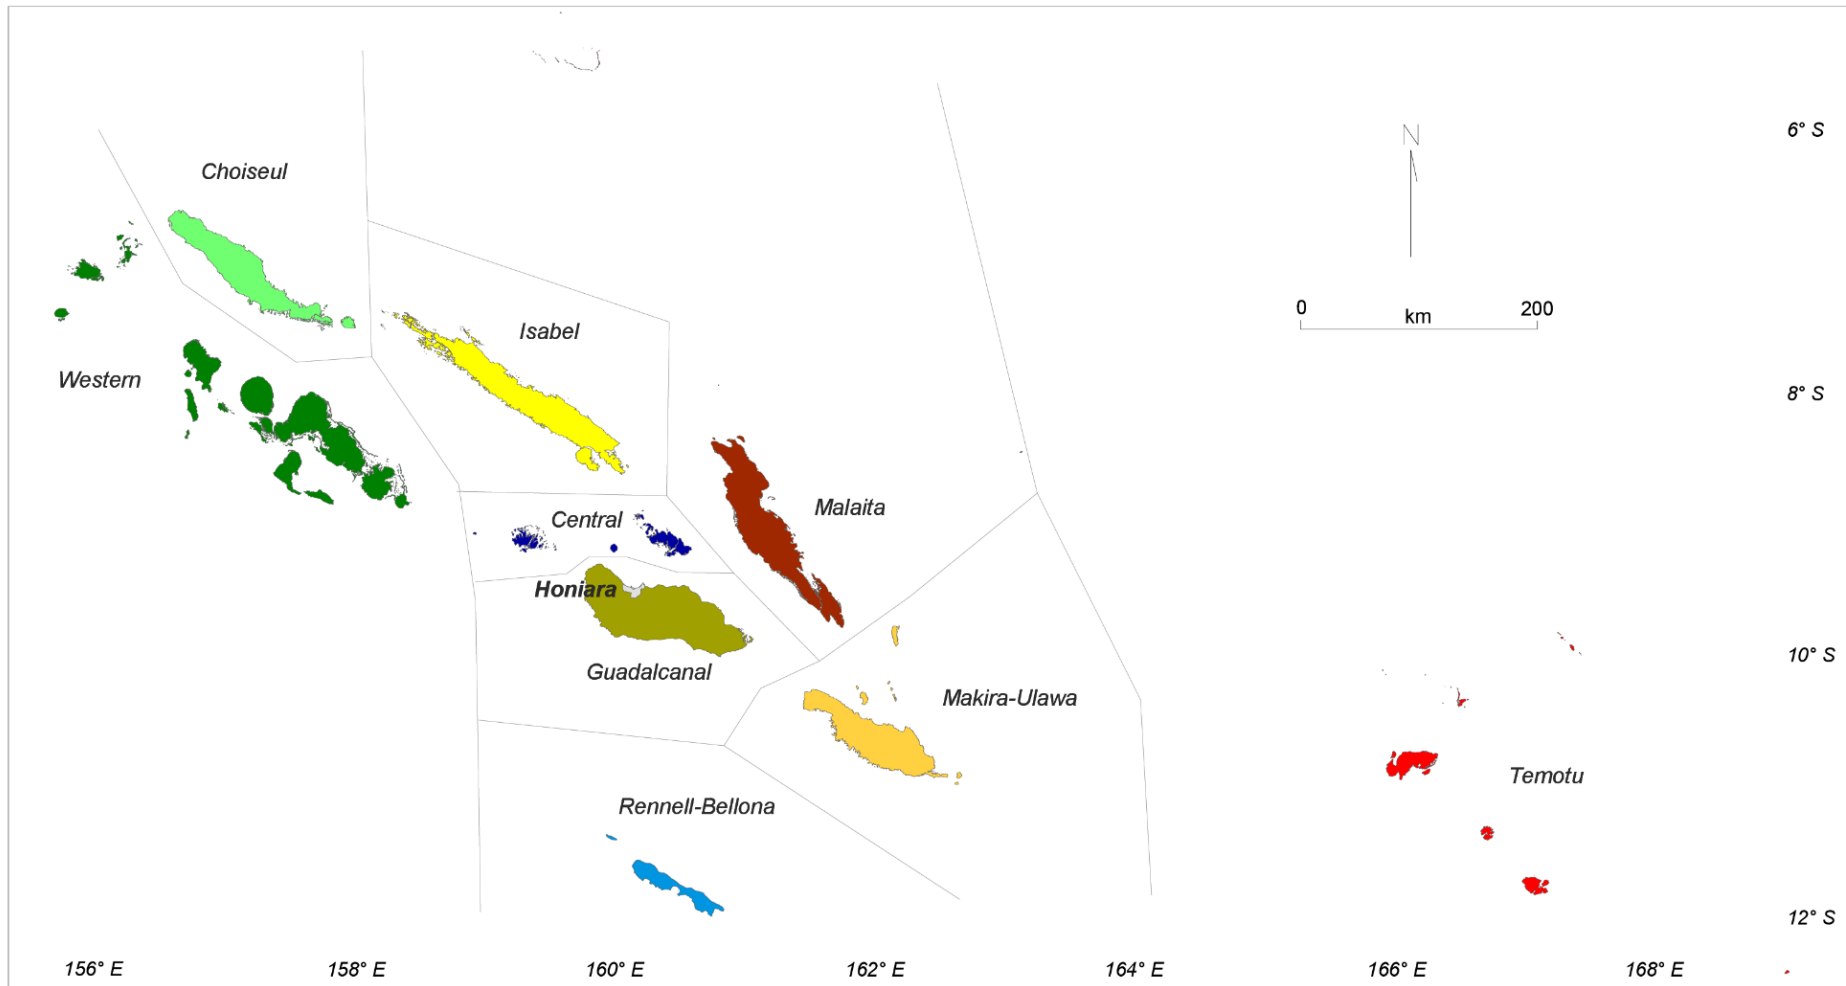 6° S
N
Choiseul
0 200
km
Isabel
Western
8° S
Malaita
Central
Honiara
10° S
Guadalcanal
Makira-Ulawa
Temotu
Rennell-Bellona
12° S
156° E 158° E 160° E 162° E 164° E 166° E 168° E